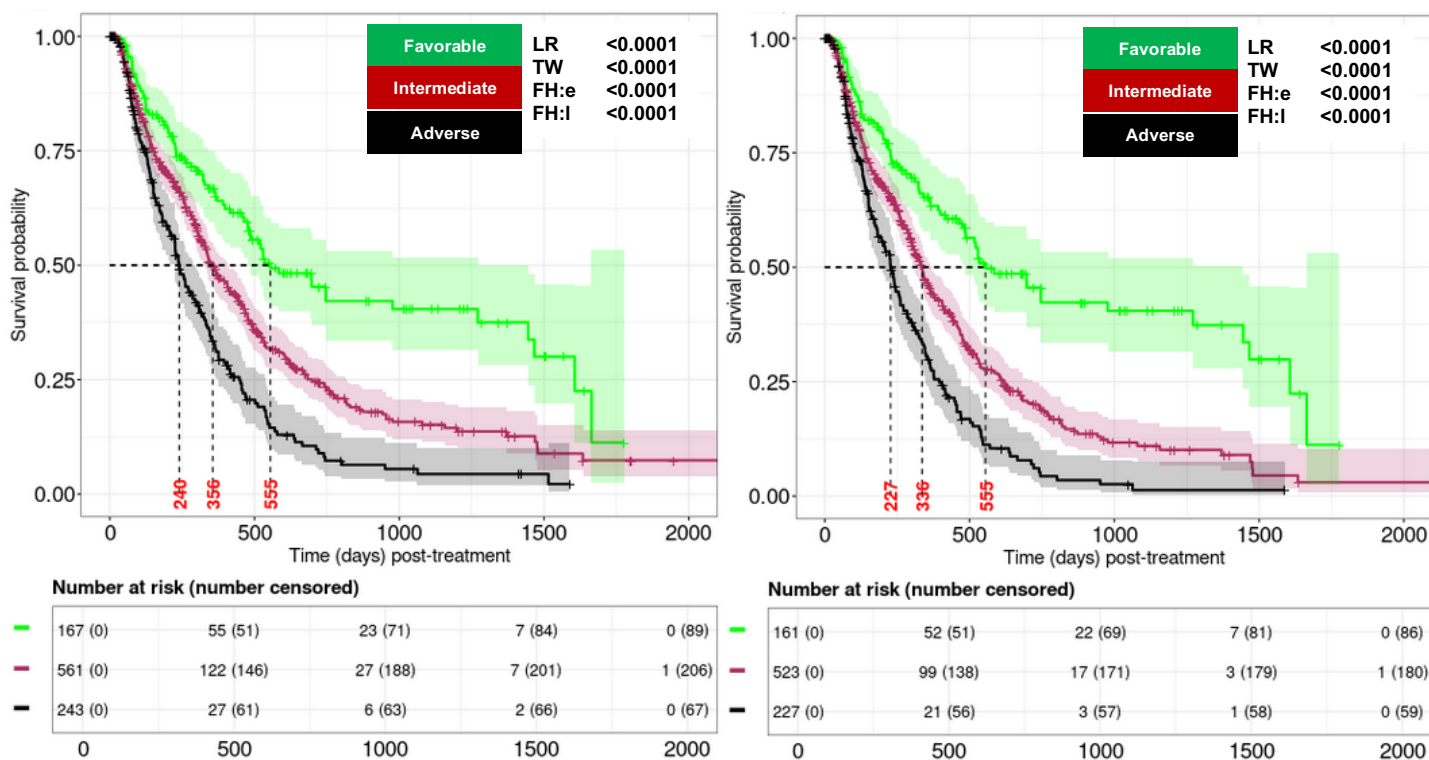 Favorable
Intermediate
Adverse
LR <0.0001
TW <0.0001
FH:e <0.0001
FH:l <0.0001
Survival probability
1.00
0.75
0.50
0.25
0.00
240
356
555
0 500 1000 1500 2000
Time (days) post-treatment
Number at risk (number censored)
167 (0) 55 (51) 23 (71) 7 (84) 0 (89)
561 (0) 122 (146) 27 (188) 7 (201) 1 (206)
243 (0) 27 (61) 6 (63) 2 (66) 0 (67)
0 500 1000 1500 2000
Favorable
Intermediate
Adverse
LR <0.0001
TW <0.0001
FH:e <0.0001
FH:l <0.0001
Survival probability
1.00
0.75
0.50
0.25
0.00
227
336
555
0 500 1000 1500 2000
Time (days) post-treatment
Number at risk (number censored)
161 (0) 52 (51) 22 (69) 7 (81) 0 (86)
523 (0) 99 (138) 17 (171) 3 (179) 1 (180)
227 (0) 21 (56) 3 (57) 1 (58) 0 (59)
0 500 1000 1500 2000